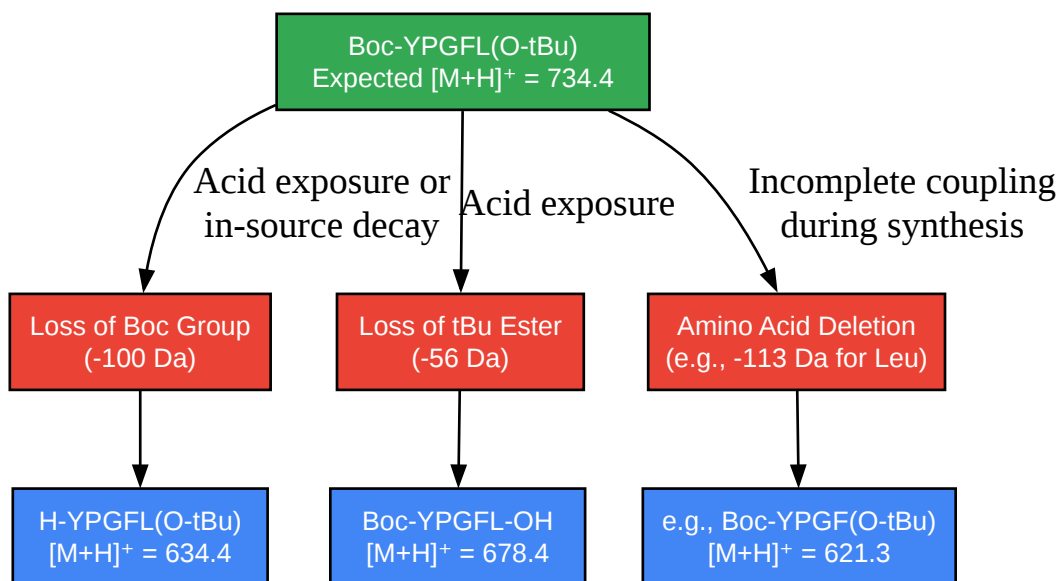 Boc-YPGFL(O-tBu)
Expected [M+H]⁺ = 734.4
Acid exposure or
in-source decay
Acid exposure
Incomplete coupling
during synthesis
Loss of Boc Group
(-100 Da)
Loss of tBu Ester
(-56 Da)
Amino Acid Deletion
(e.g., -113 Da for Leu)
H-YPGFL(O-tBu)
[M+H]⁺ = 634.4
Boc-YPGFL-OH
[M+H]⁺ = 678.4
e.g., Boc-YPGF(O-tBu)
[M+H]⁺ = 621.3